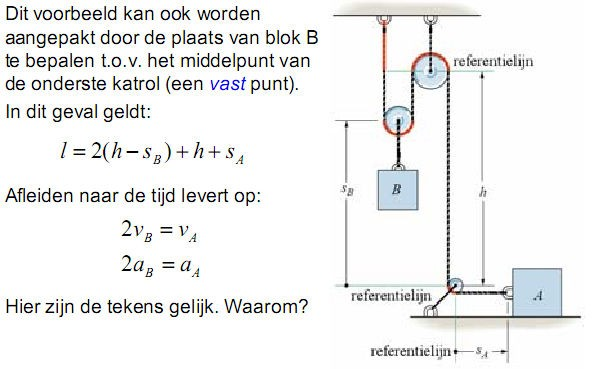 Dit voorbeeld kan ook worden
aangepakt door de plaats van blok B
te bepalen t.o.v. het middelpunt van
de onderste katrol (een vast punt).
In dit geval geldt:
l = 2(h − s_B) + h + s_A
Afleiden naar de tijd levert op:
2v_B = v_A
2a_B = a_A
Hier zijn de tekens gelijk. Waarom?
referentielijn
s_B
B
h
referentielijn
A
referentielijn
s_A